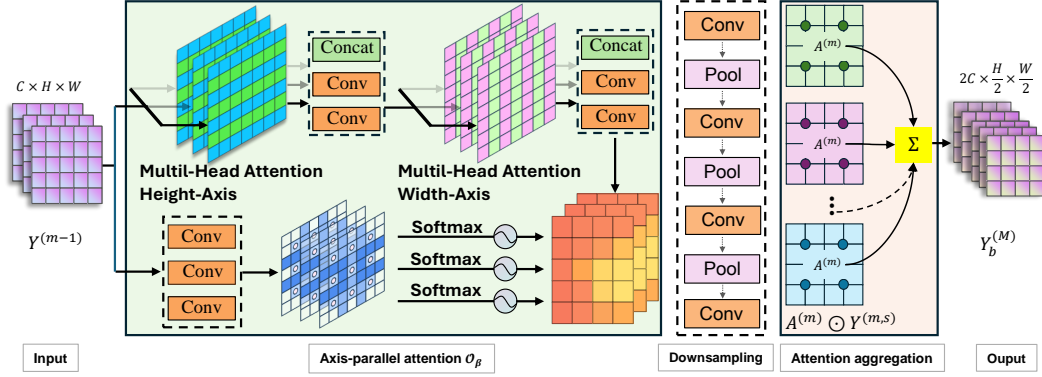 C × H × W
Y^(m−1)
Input
Multil-Head Attention
Height-Axis
Concat
Conv
Conv
Multil-Head Attention
Width-Axis
Concat
Conv
Conv
Conv
Conv
Conv
Softmax
Softmax
Softmax
Axis-parallel attention 𝒪_β
Conv
Pool
Conv
Pool
Conv
Pool
Conv
Downsampling
A^(m)
A^(m)
A^(m)
A^(m) ⊙ Y^(m,s)
Attention aggregation
Σ
2C × H/2 × W/2
Y_b^(M)
Ouput